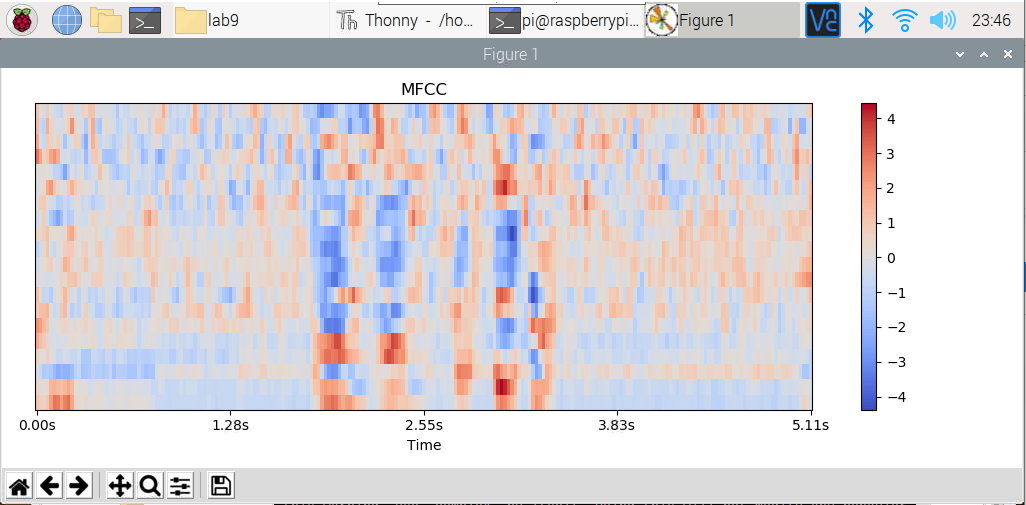 lab9
Thonny - /ho...
pi@raspberrypi...
Figure 1
23:46
Figure 1
MFCC
4
3
2
1
0
−1
−2
−3
−4
0.00s
1.28s
2.55s
3.83s
5.11s
Time